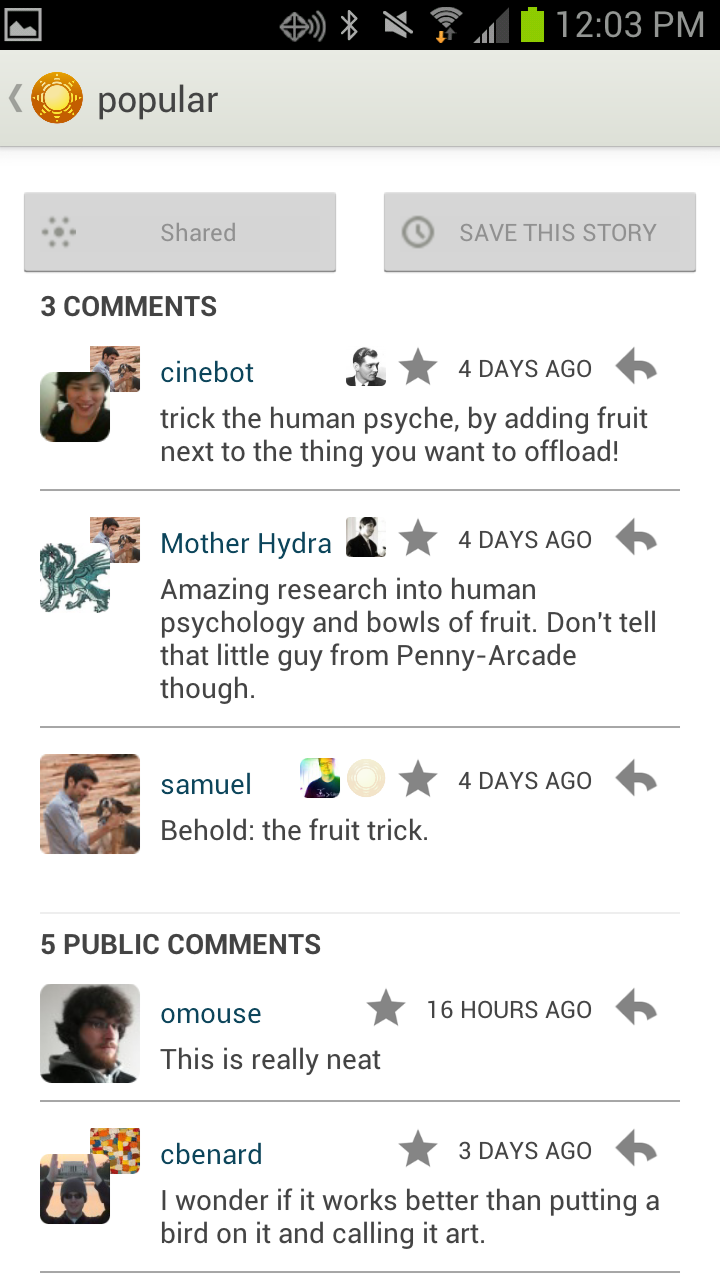 12:03 PM
popular
Shared
SAVE THIS STORY
3 COMMENTS
cinebot
4 DAYS AGO
trick the human psyche, by adding fruit
next to the thing you want to offload!
Mother Hydra
4 DAYS AGO
Amazing research into human
psychology and bowls of fruit. Don't tell
that little guy from Penny-Arcade
though.
samuel
4 DAYS AGO
Behold: the fruit trick.
5 PUBLIC COMMENTS
omouse
16 HOURS AGO
This is really neat
cbenard
3 DAYS AGO
I wonder if it works better than putting a
bird on it and calling it art.